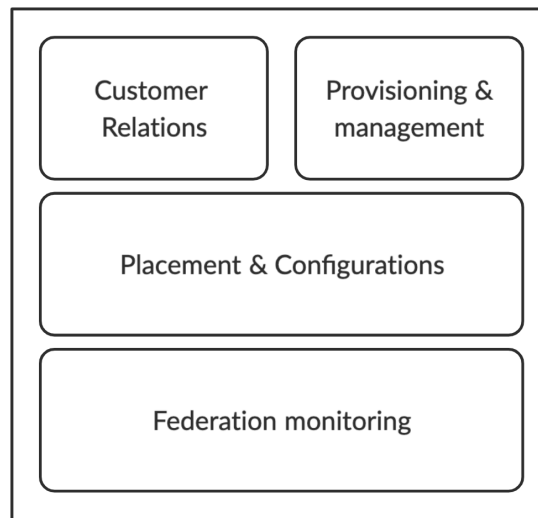 Customer
Relations
Provisioning &
management
Placement & Configurations
Federation monitoring